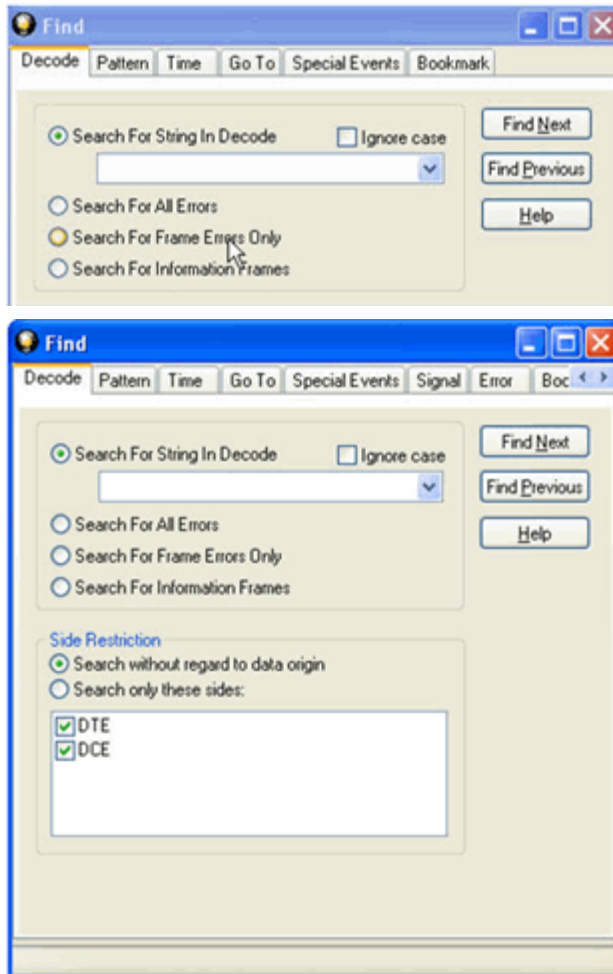 Find
Decode Pattern Time Go To Special Events Bookmark
Search For String In Decode Ignore case Find Next
Find Previous
Search For All Errors
Help
Search For Frame Errors Only
Search For Information Frames
Find
Decode Pattern Time Go To Special Events Signal Error Boc
Search For String In Decode Ignore case Find Next
Find Previous
Search For All Errors
Help
Search For Frame Errors Only
Search For Information Frames
Side Restriction
Search without regard to data origin
Search only these sides:
DTE
DCE